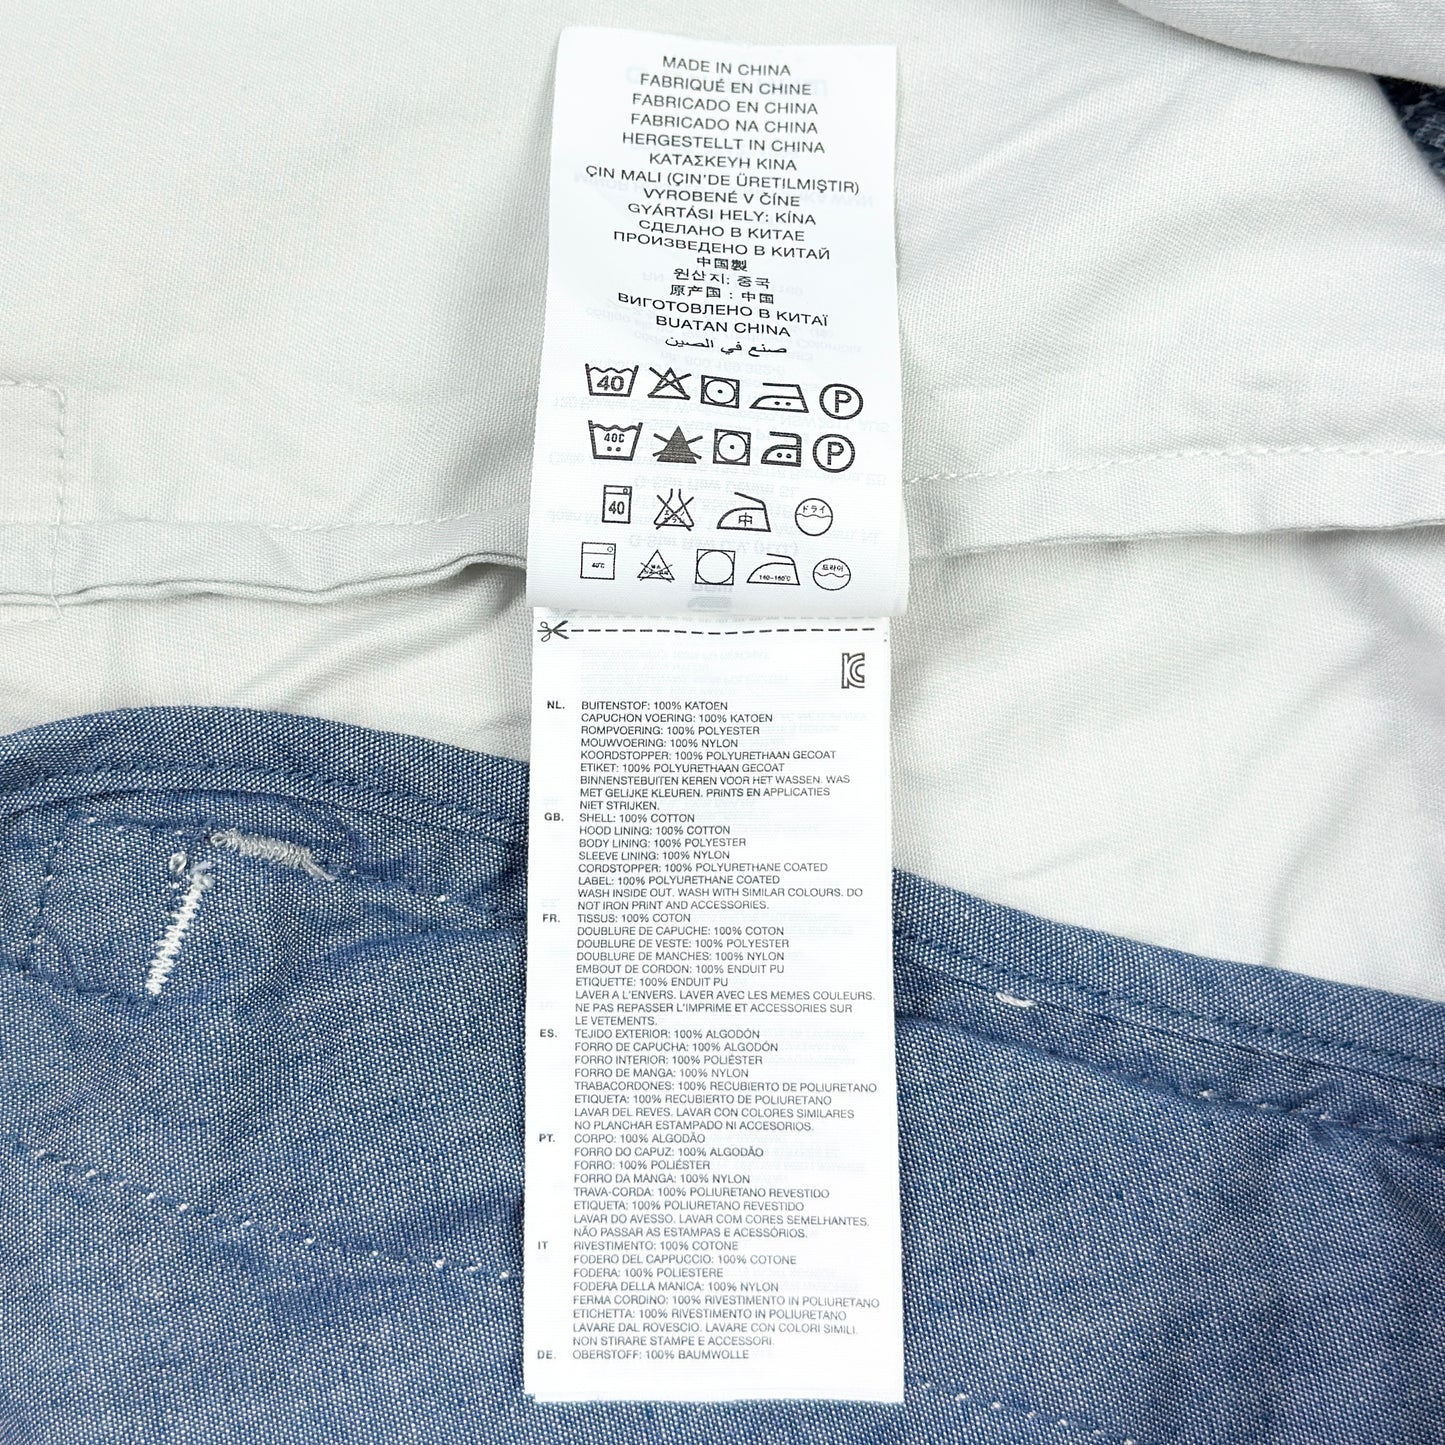 MADE IN CHINA
FABRIQUÉ EN CHINE
FABRICADO EN CHINA
FABRICADO NA CHINA
HERGESTELLT IN CHINA
ΚΑΤΑΣΚΕΥΗ ΚΙΝΑ
ÇIN MALI (ÇIN'DE ÜRETILMIŞTIR)
VYROBENÉ V ČÍNE
GYÁRTÁSI HELY: KÍNA
СДЕЛАНО В КИТАЕ
ПРОИЗВЕДЕНО В КИТАЙ
中国製
원산지: 중국
原产国 : 中国
ВИГОТОВЛЕНО В КИТАЇ
BUATAN CHINA
صنع في الصين
40 P
40C P
40 エンソサラシ 中 ドライ
40°C 140~160°C 드라이
KC
NL. BUITENSTOF: 100% KATOEN
CAPUCHON VOERING: 100% KATOEN
ROMPVOERING: 100% POLYESTER
MOUWVOERING: 100% NYLON
KOORDSTOPPER: 100% POLYURETHAAN GECOAT
ETIKET: 100% POLYURETHAAN GECOAT
BINNENSTEBUITEN KEREN VOOR HET WASSEN. WAS
MET GELIJKE KLEUREN. PRINTS EN APPLICATIES
NIET STRIJKEN.
GB. SHELL: 100% COTTON
HOOD LINING: 100% COTTON
BODY LINING: 100% POLYESTER
SLEEVE LINING: 100% NYLON
CORDSTOPPER: 100% POLYURETHANE COATED
LABEL: 100% POLYURETHANE COATED
WASH INSIDE OUT. WASH WITH SIMILAR COLOURS. DO
NOT IRON PRINT AND ACCESSORIES.
FR. TISSUS: 100% COTON
DOUBLURE DE CAPUCHE: 100% COTON
DOUBLURE DE VESTE: 100% POLYESTER
DOUBLURE DE MANCHES: 100% NYLON
EMBOUT DE CORDON: 100% ENDUIT PU
ETIQUETTE: 100% ENDUIT PU
LAVER A L'ENVERS. LAVER AVEC LES MEMES COULEURS.
NE PAS REPASSER L'IMPRIME ET ACCESSORIES SUR
LE VETEMENTS.
ES. TEJIDO EXTERIOR: 100% ALGODÓN
FORRO DE CAPUCHA: 100% ALGODÓN
FORRO INTERIOR: 100% POLIÉSTER
FORRO DE MANGA: 100% NYLON
TRABACORDONES: 100% RECUBIERTO DE POLIURETANO
ETIQUETA: 100% RECUBIERTO DE POLIURETANO
LAVAR DEL REVES. LAVAR CON COLORES SIMILARES
NO PLANCHAR ESTAMPADO NI ACCESORIOS.
PT. CORPO: 100% ALGODÃO
FORRO DO CAPUZ: 100% ALGODÃO
FORRO: 100% POLIÉSTER
FORRO DA MANGA: 100% NYLON
TRAVA-CORDA: 100% POLIURETANO REVESTIDO
ETIQUETA: 100% POLIURETANO REVESTIDO
LAVAR DO AVESSO. LAVAR COM CORES SEMELHANTES.
NÃO PASSAR AS ESTAMPAS E ACESSÓRIOS.
IT RIVESTIMENTO: 100% COTONE
FODERO DEL CAPPUCCIO: 100% COTONE
FODERA: 100% POLIESTERE
FODERA DELLA MANICA: 100% NYLON
FERMA CORDINO: 100% RIVESTIMENTO IN POLIURETANO
ETICHETTA: 100% RIVESTIMENTO IN POLIURETANO
LAVARE DAL ROVESCIO. LAVARE CON COLORI SIMILI.
NON STIRARE STAMPE E ACCESSORI.
DE. OBERSTOFF: 100% BAUMWOLLE